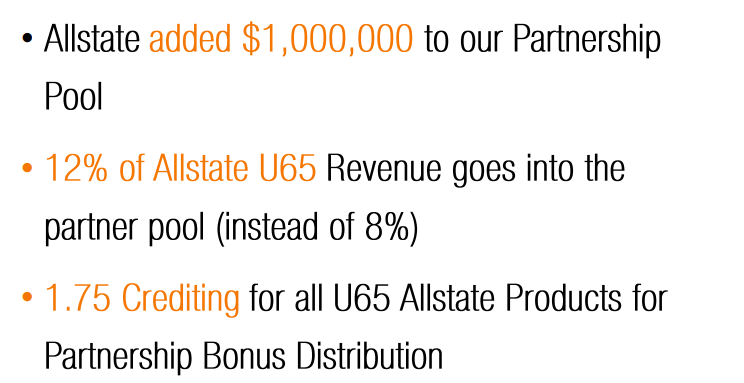 • Allstate added $1,000,000 to our Partnership
Pool
• 12% of Allstate U65 Revenue goes into the
partner pool (instead of 8%)
• 1.75 Crediting for all U65 Allstate Products for
Partnership Bonus Distribution